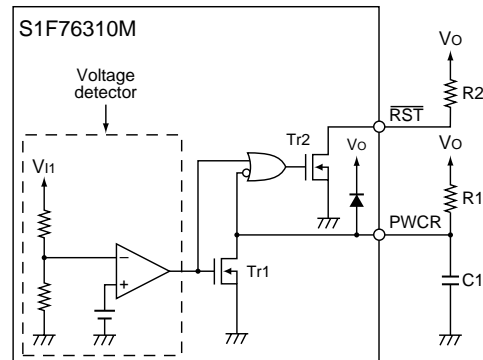 S1F76310M
Voltage
detector
VI1
−
+
Tr1
Tr2
VO
RST
VO
R2
VO
R1
PWCR
C1